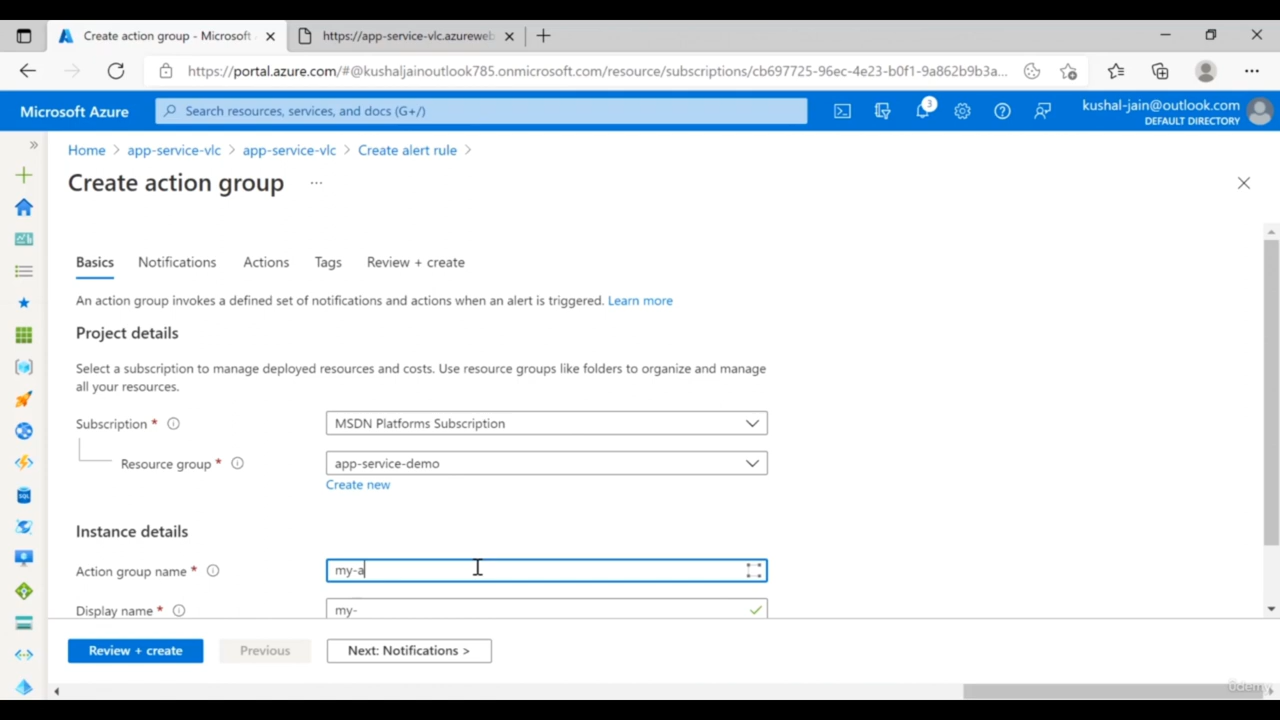 Create action group - Microsoft
https://app-service-vlc.azureweb
https://portal.azure.com/#@kushaljainoutlook785.onmicrosoft.com/resource/subscriptions/cb697725-96ec-4e23-b0f1-9a862b9b3a...
Microsoft Azure
Search resources, services, and docs (G+/)
3
kushal-jain@outlook.com
DEFAULT DIRECTORY
Home > app-service-vlc > app-service-vlc > Create alert rule >
Create action group ...
Basics Notifications Actions Tags Review + create
An action group invokes a defined set of notifications and actions when an alert is triggered. Learn more
Project details
Select a subscription to manage deployed resources and costs. Use resource groups like folders to organize and manage
all your resources.
Subscription * MSDN Platforms Subscription
Resource group * app-service-demo
Create new
Instance details
Action group name * my-a
Display name * my-
Review + create Previous Next: Notifications >
SQL
ûdemy